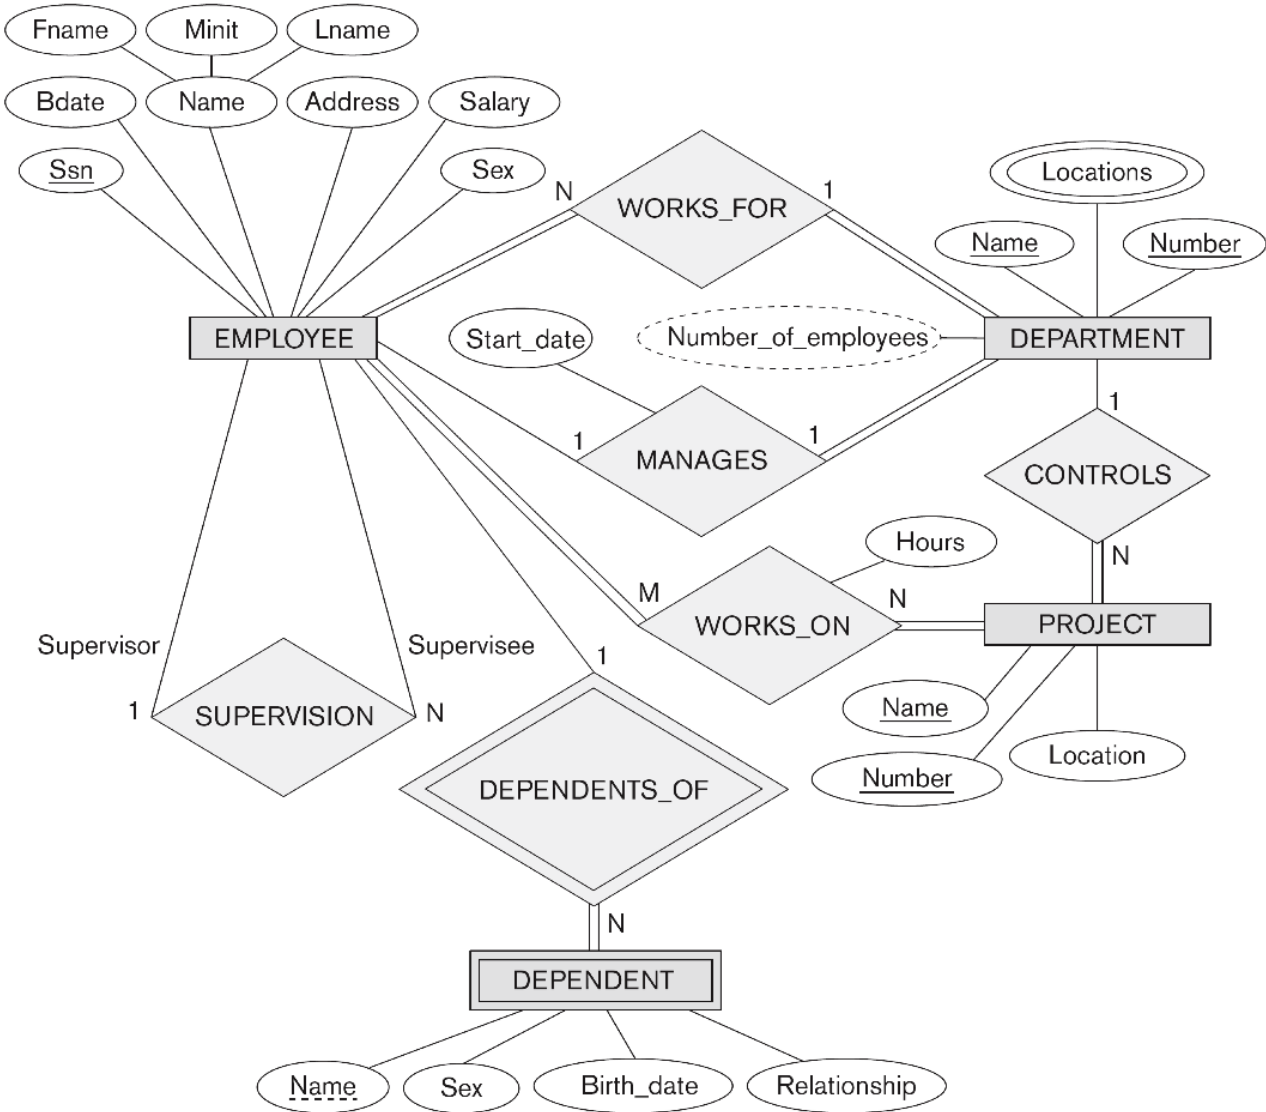 Fname
Minit
Lname
Bdate
Name
Address
Salary
Ssn
Sex
N
WORKS_FOR
1
Locations
Name
Number
EMPLOYEE
Start_date
Number_of_employees
DEPARTMENT
1
MANAGES
1
1
CONTROLS
N
Hours
M
WORKS_ON
N
PROJECT
Supervisor
Supervisee
1
SUPERVISION
N
1
Name
Number
Location
DEPENDENTS_OF
N
DEPENDENT
Name
Sex
Birth_date
Relationship